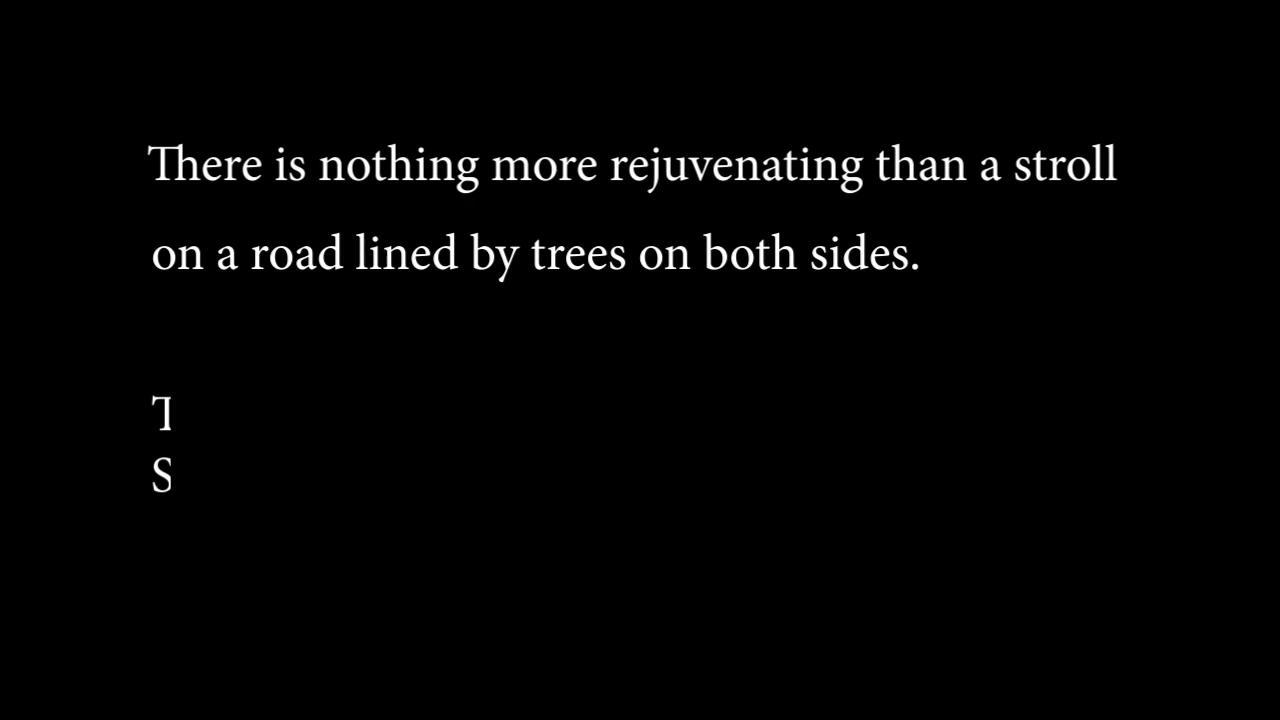 There is nothing more rejuvenating than a stroll
on a road lined by trees on both sides.
T
S